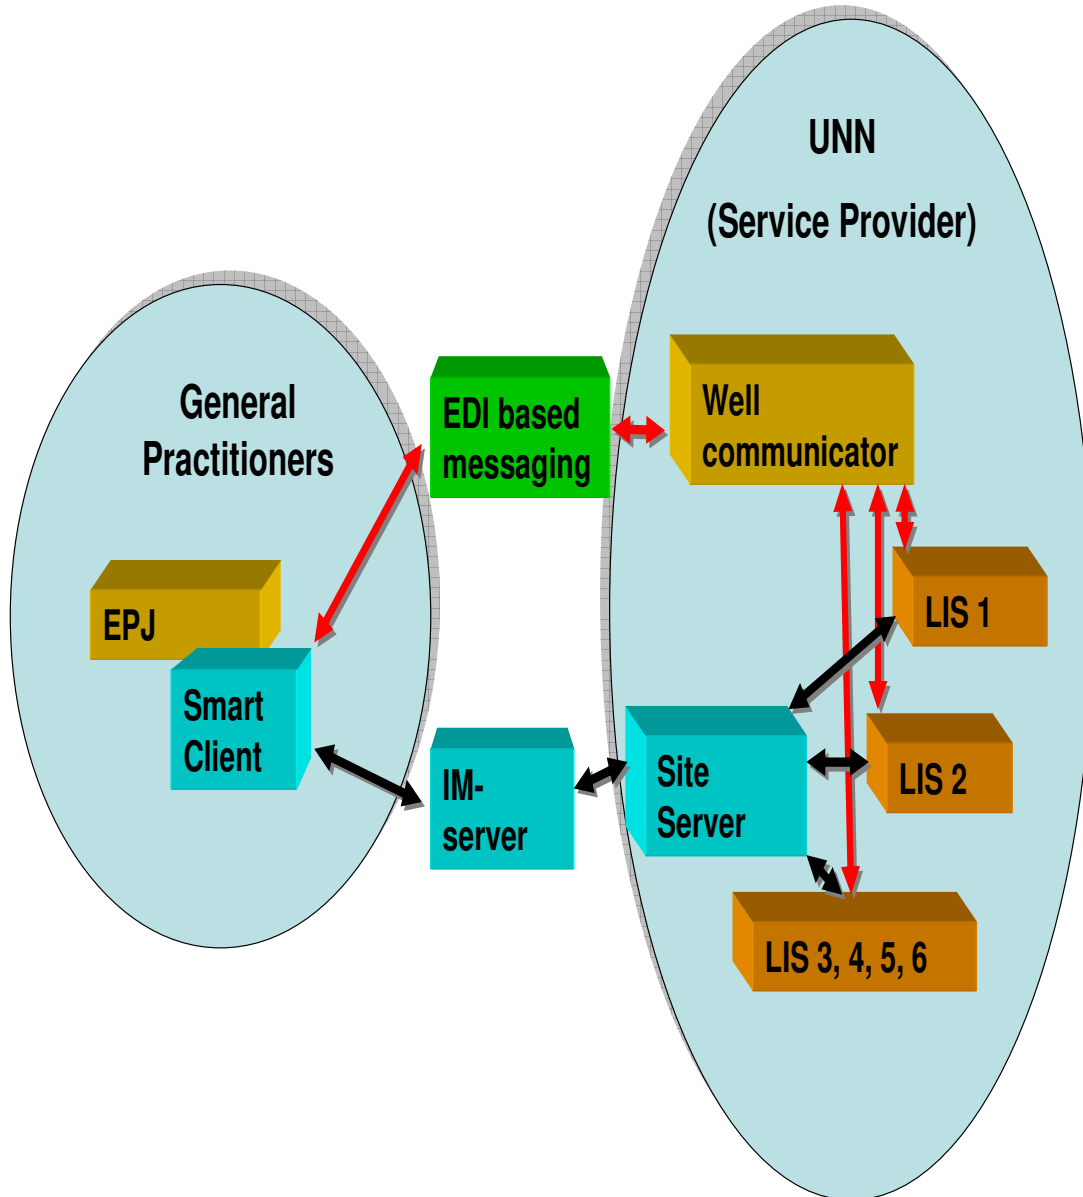 UNN
(Service Provider)
General
Practitioners
EDI based
messaging
Well
communicator
EPJ
LIS 1
Smart
Client
IM-
server
Site
Server
LIS 2
LIS 3, 4, 5, 6